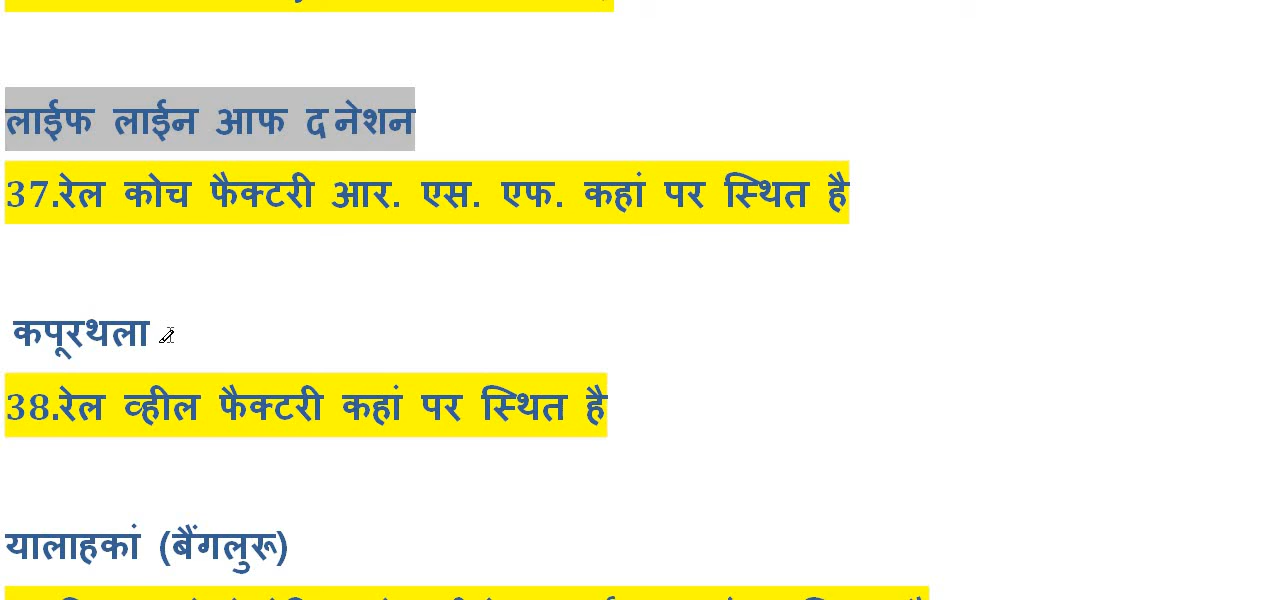 लाईफ लाईन आफ द नेशन
37.रेल कोच फैक्टरी आर. एस. एफ. कहां पर स्थित है
कपूरथला
38.रेल व्हील फैक्टरी कहां पर स्थित है
यालाहकां (बैंगलुरू)